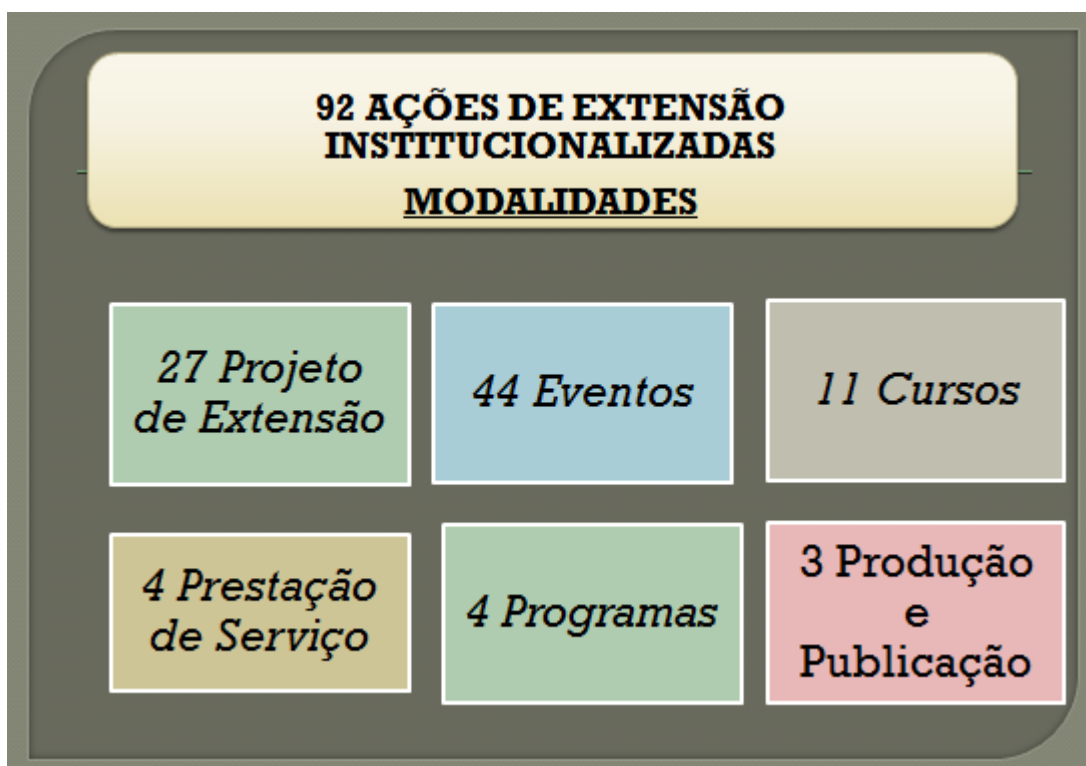 92 AÇÕES DE EXTENSÃO
INSTITUCIONALIZADAS
MODALIDADES
27 Projeto
de Extensão
44 Eventos
11 Cursos
4 Prestação
de Serviço
4 Programas
3 Produção
e
Publicação